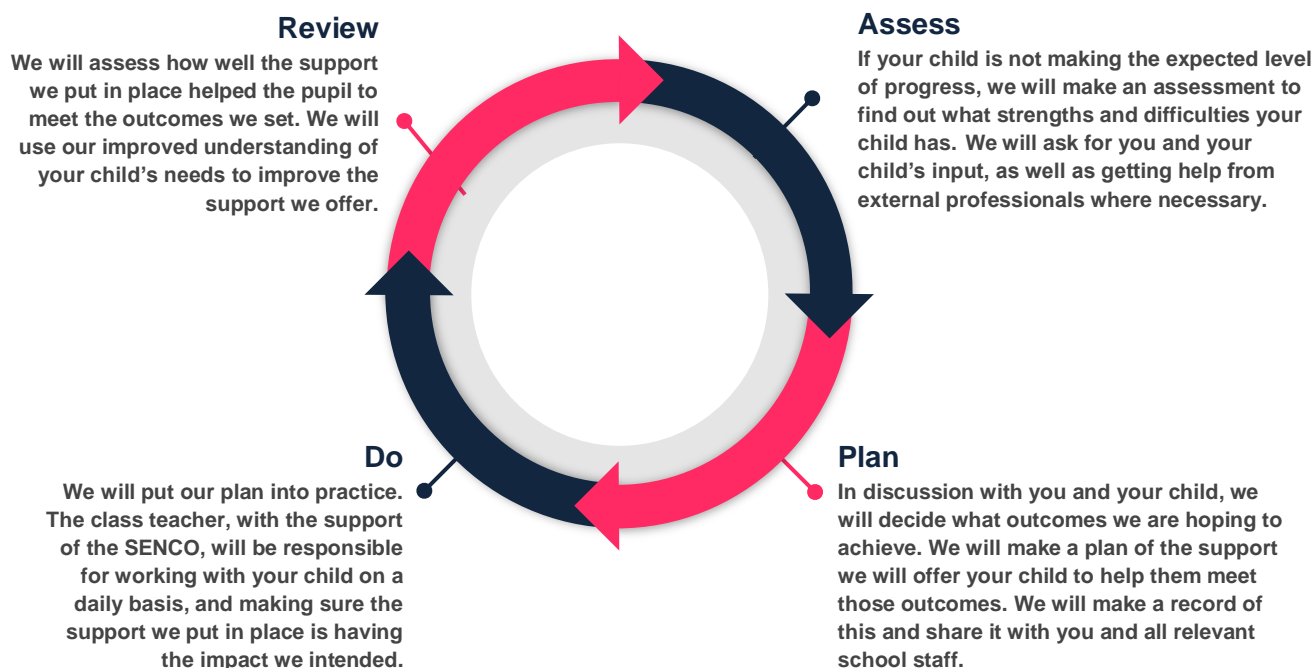 Review
We will assess how well the support
we put in place helped the pupil to
meet the outcomes we set. We will
use our improved understanding of
your child’s needs to improve the
support we offer.
Assess
If your child is not making the expected level
of progress, we will make an assessment to
find out what strengths and difficulties your
child has. We will ask for you and your
child’s input, as well as getting help from
external professionals where necessary.
Do
We will put our plan into practice.
The class teacher, with the support
of the SENCO, will be responsible
for working with your child on a
daily basis, and making sure the
support we put in place is having
the impact we intended.
Plan
In discussion with you and your child, we
will decide what outcomes we are hoping to
achieve. We will make a plan of the support
we will offer your child to help them meet
those outcomes. We will make a record of
this and share it with you and all relevant
school staff.